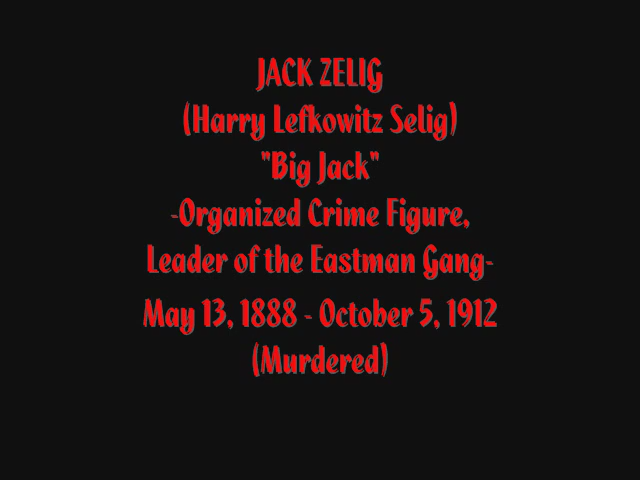 JACK ZELIG
(Harry Lefkowitz Selig)
"Big Jack"
-Organized Crime Figure,
Leader of the Eastman Gang-
May 13, 1888 - October 5, 1912
(Murdered)